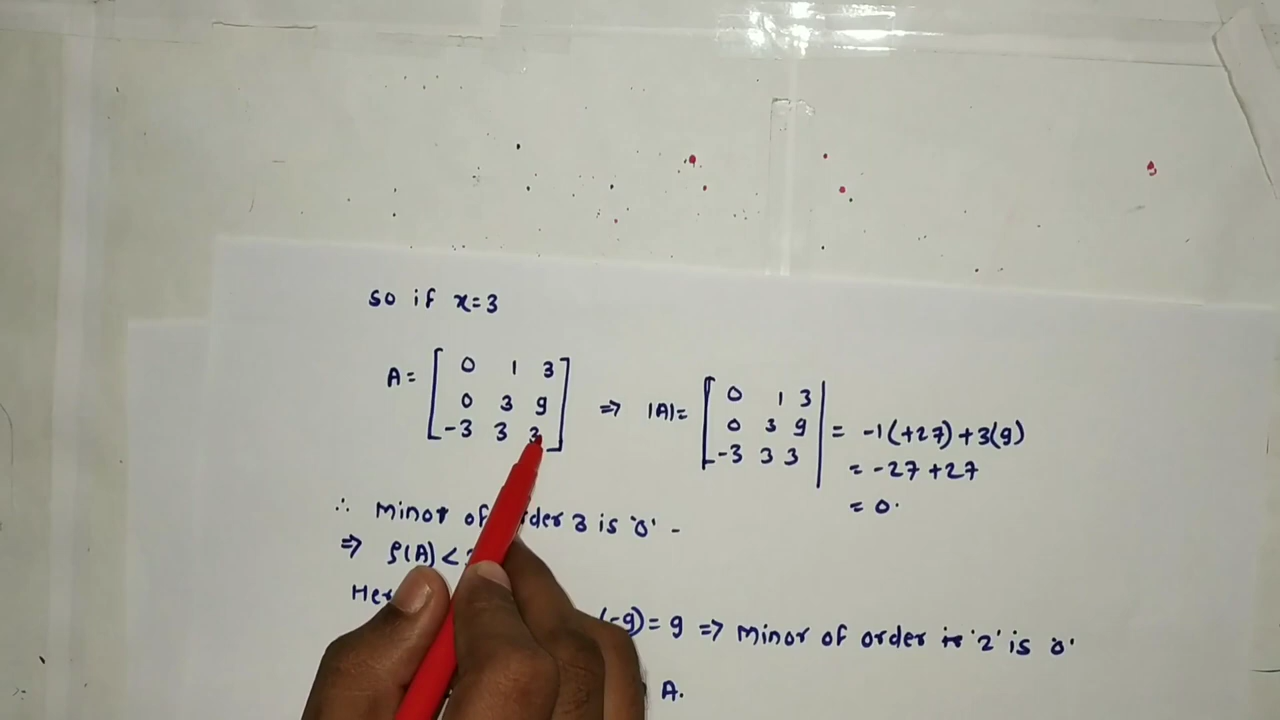 so if x=3
A = [ 0 1 3
0 3 9
-3 3 3 ] ⇒ |A| = [ 0 1 3
0 3 9
-3 3 3 | = -1(+27)+3(9)
= -27+27
= 0.
∴ Minor of order 3 is '0' -
⇒ ρ(A) <
(-9) = 9 ⇒ Minor of order is '2' is '0'
A.